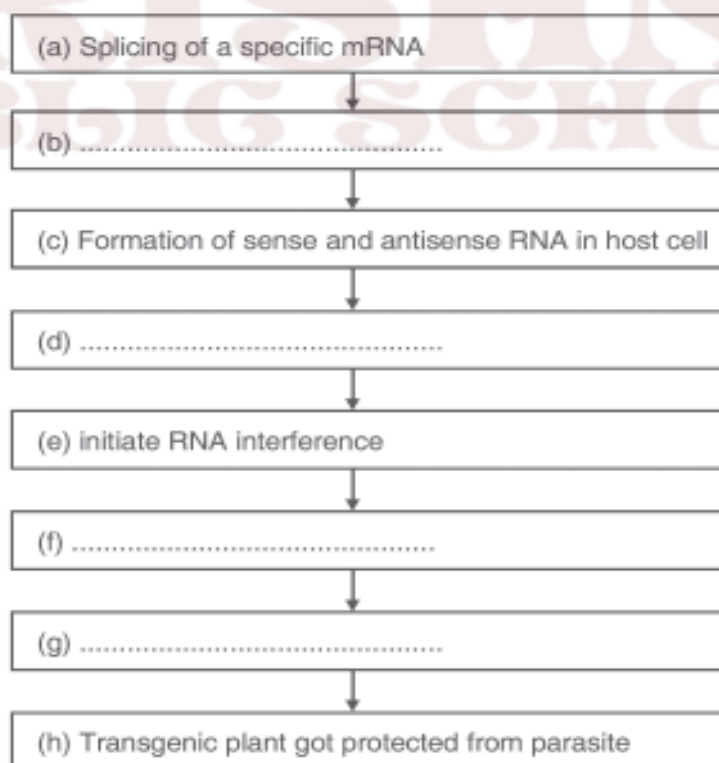 (a) Splicing of a specific mRNA
(b) ..............................................
(c) Formation of sense and antisense RNA in host cell
(d) ..............................................
(e) initiate RNA interference
(f) ..............................................
(g) ..............................................
(h) Transgenic plant got protected from parasite